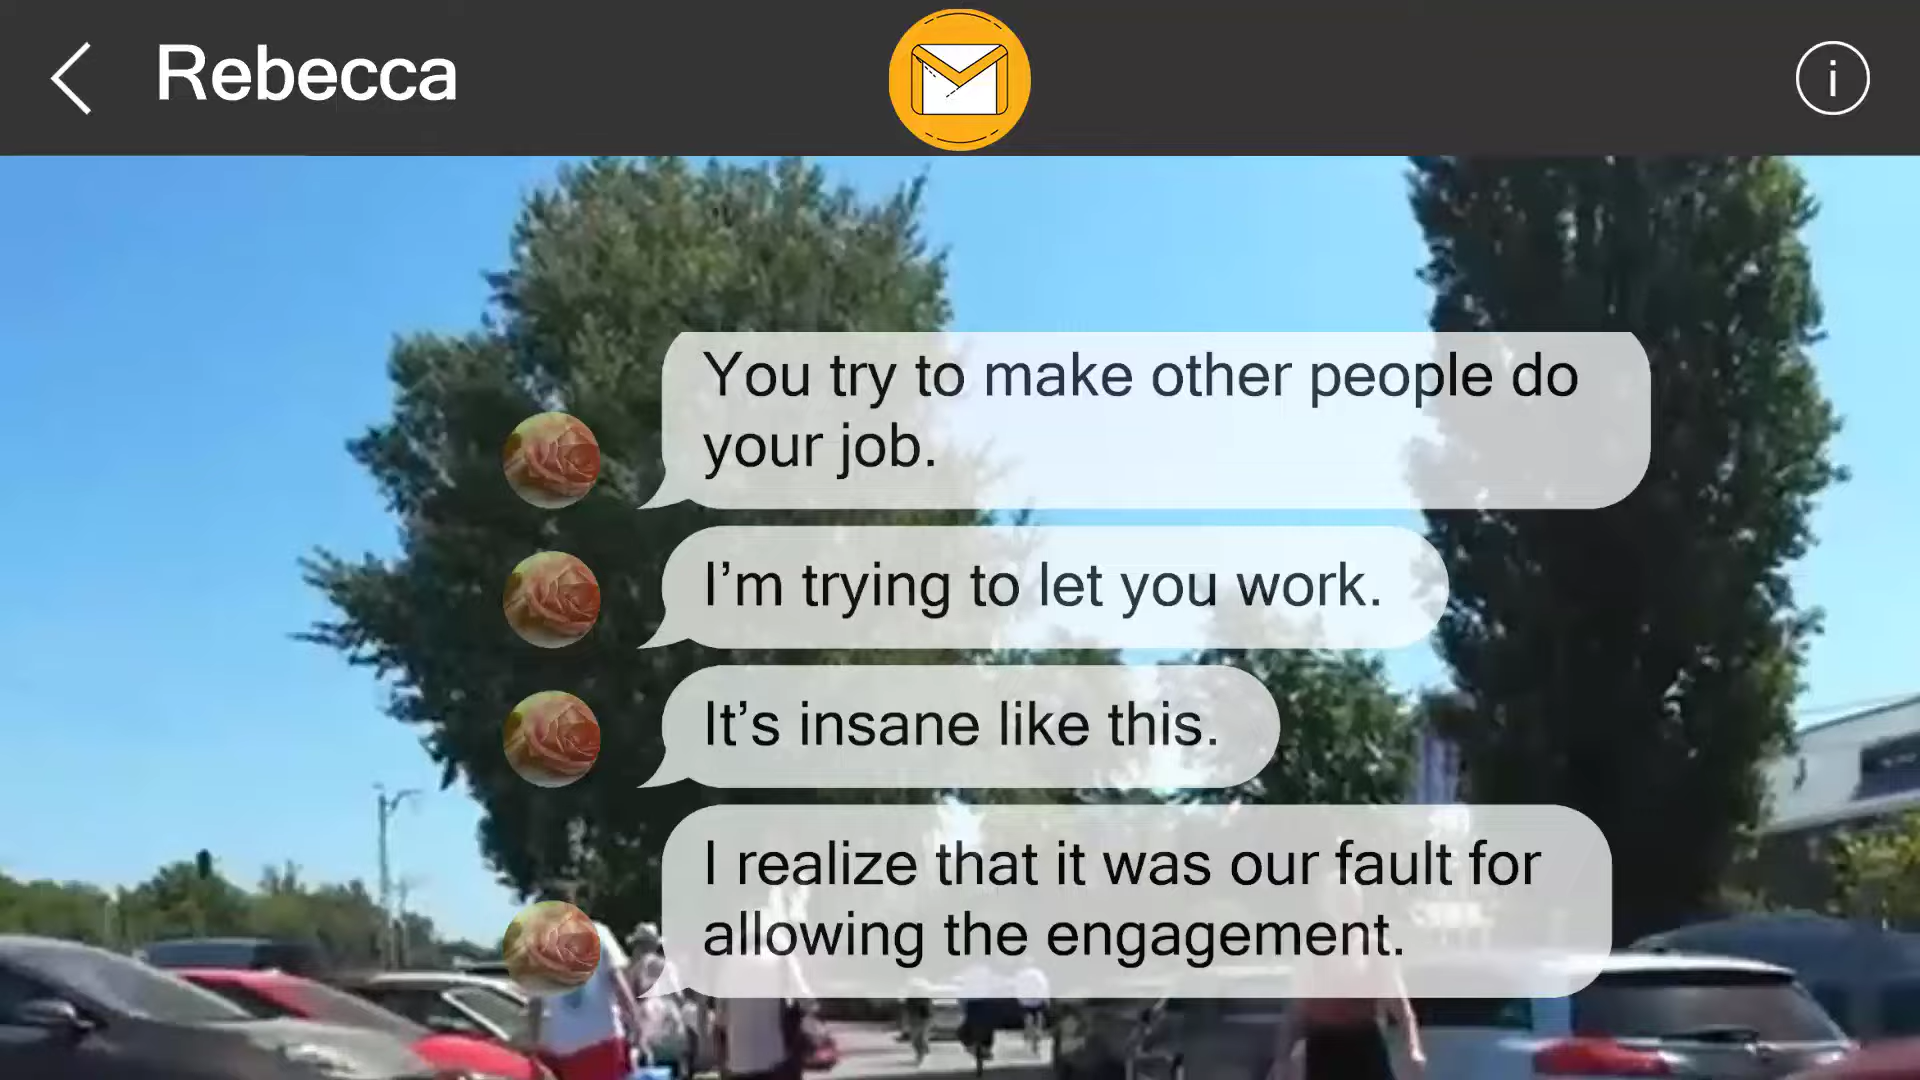 Rebecca
i
You try to make other people do
your job.
I’m trying to let you work.
It’s insane like this.
I realize that it was our fault for
allowing the engagement.